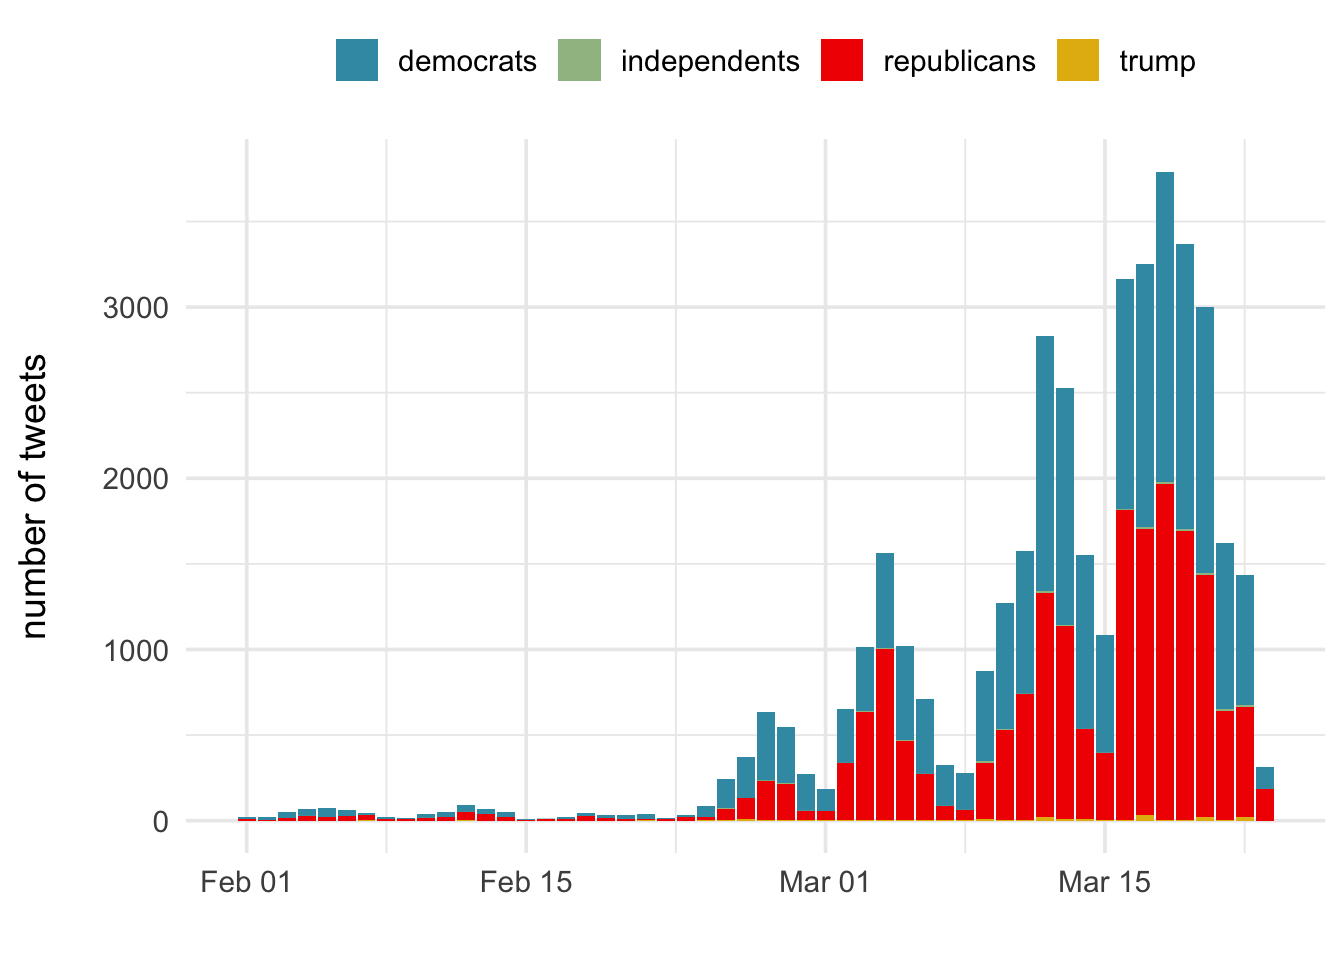 democrats independents republicans trump
number of tweets
3000
2000
1000
0
Feb 01 Feb 15 Mar 01 Mar 15